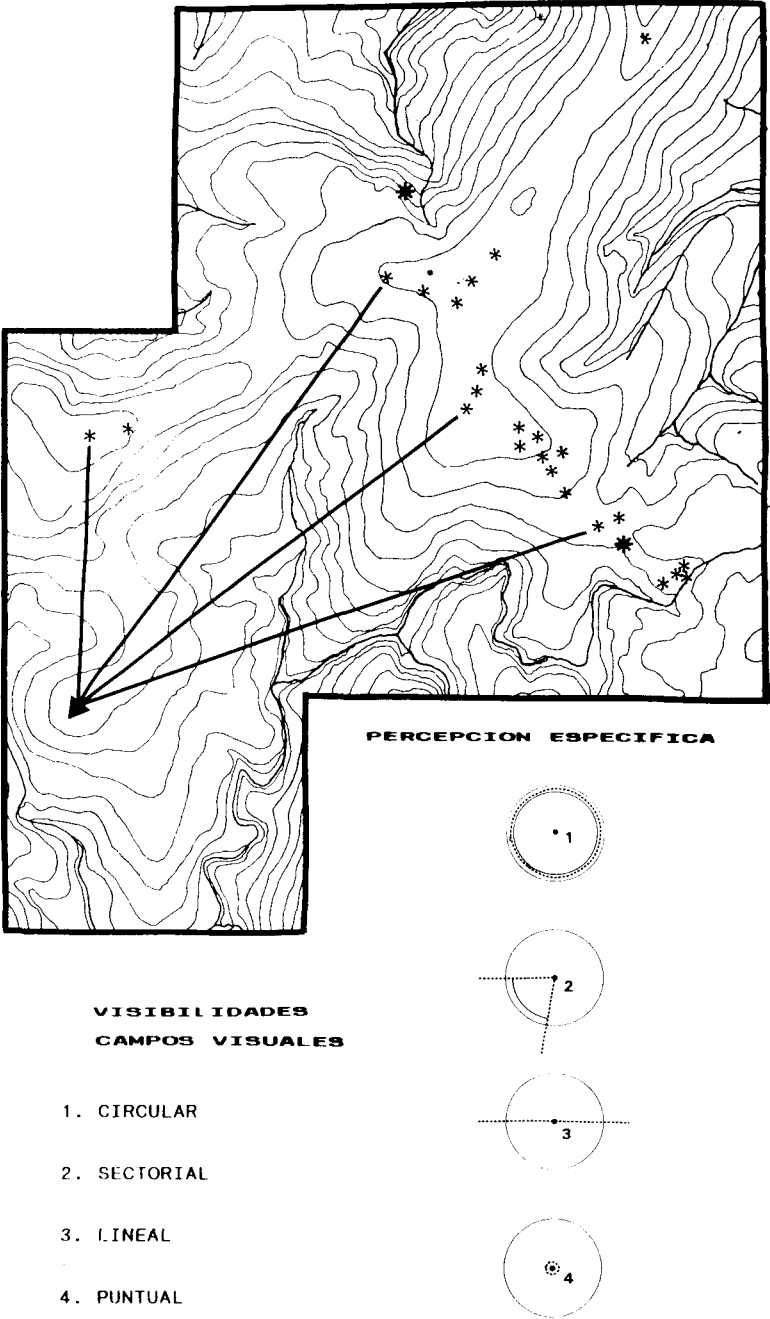 PERCEPCION ESPECIFICA
1
2
3
4
VISIBILIDADES
CAMPOS VISUALES
1. CIRCULAR
2. SECTORIAL
3. LINEAL
4. PUNTUAL